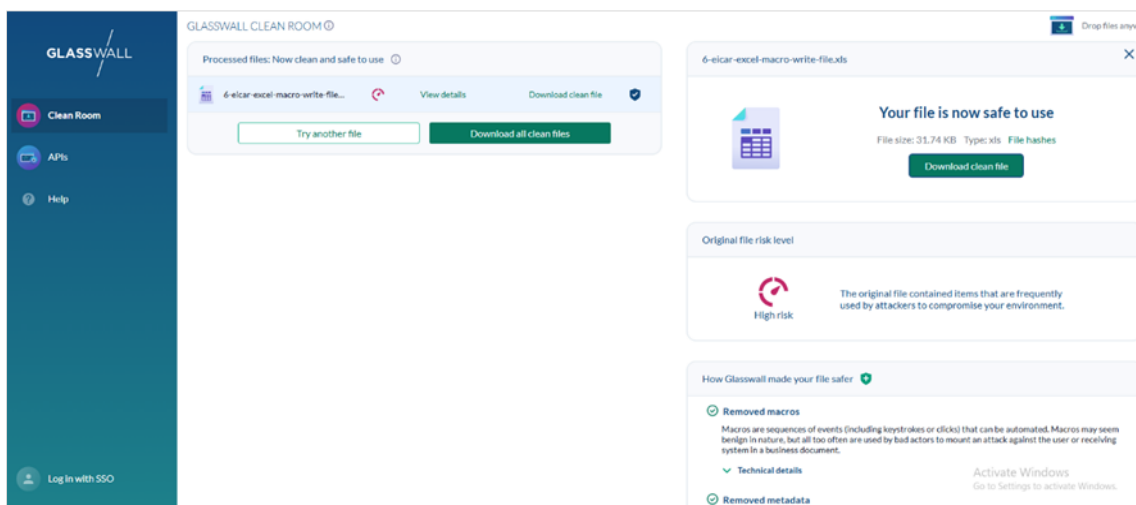 GLASSWALL
Clean Room
APIs
Help
Log in with SSO
GLASSWALL CLEAN ROOM
Drop files
Processed files: Now clean and safe to use
6-eicar-excel-macro-write-file...
View details
Download clean file
Try another file
Download all clean files
6-eicar-excel-macro-write-file.xls
Your file is now safe to use
File size: 31.74 KB Type: xls File hashes
Download clean file
Original file risk level
High risk
The original file contained items that are frequently
used by attackers to compromise your environment.
How Glasswall made your file safer
Removed macros
Macros are sequences of events (including keystrokes or clicks) that can be automated. Macros may seem
benign in nature, but all too often are used by bad actors to mount an attack against the user or receiving
system in a business document.
Technical details
Removed metadata
Activate Windows
Go to Settings to activate Windows.